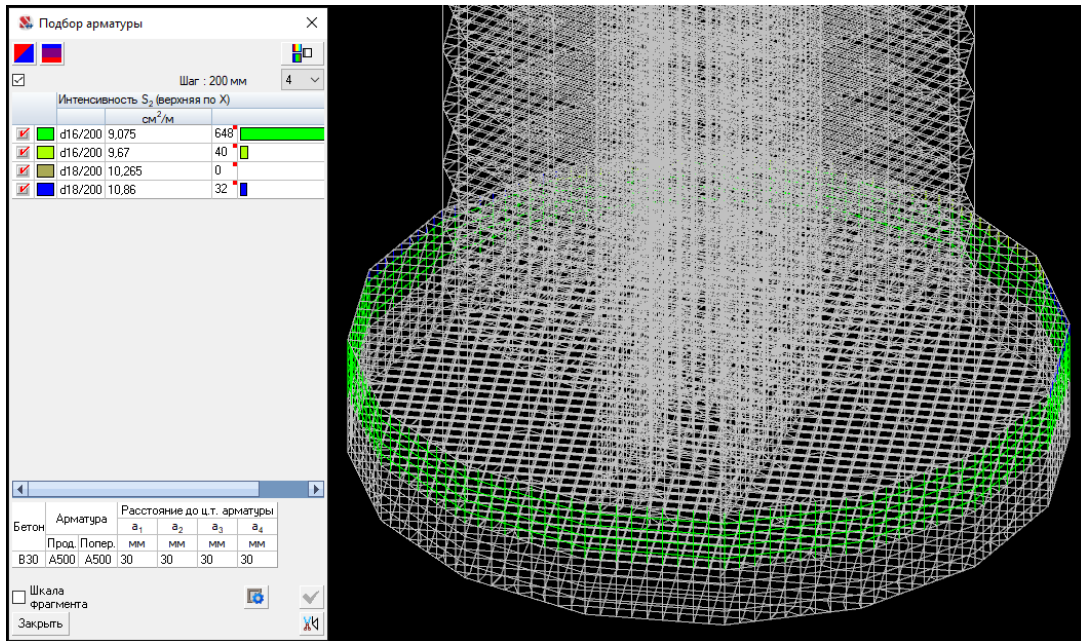 Подбор арматуры
Шаг : 200 мм 4
Интенсивность S2 (верхняя по X)
см2/м
d16/200 9,075 648
d16/200 9,67 40
d18/200 10,265 0
d18/200 10,86 32
Бетон Арматура Расстояние до ц.т. арматуры
a1 a2 a3 a4
Прод. Попер. мм мм мм мм
B30 A500 A500 30 30 30 30
Шкала
фрагмента
Закрыть